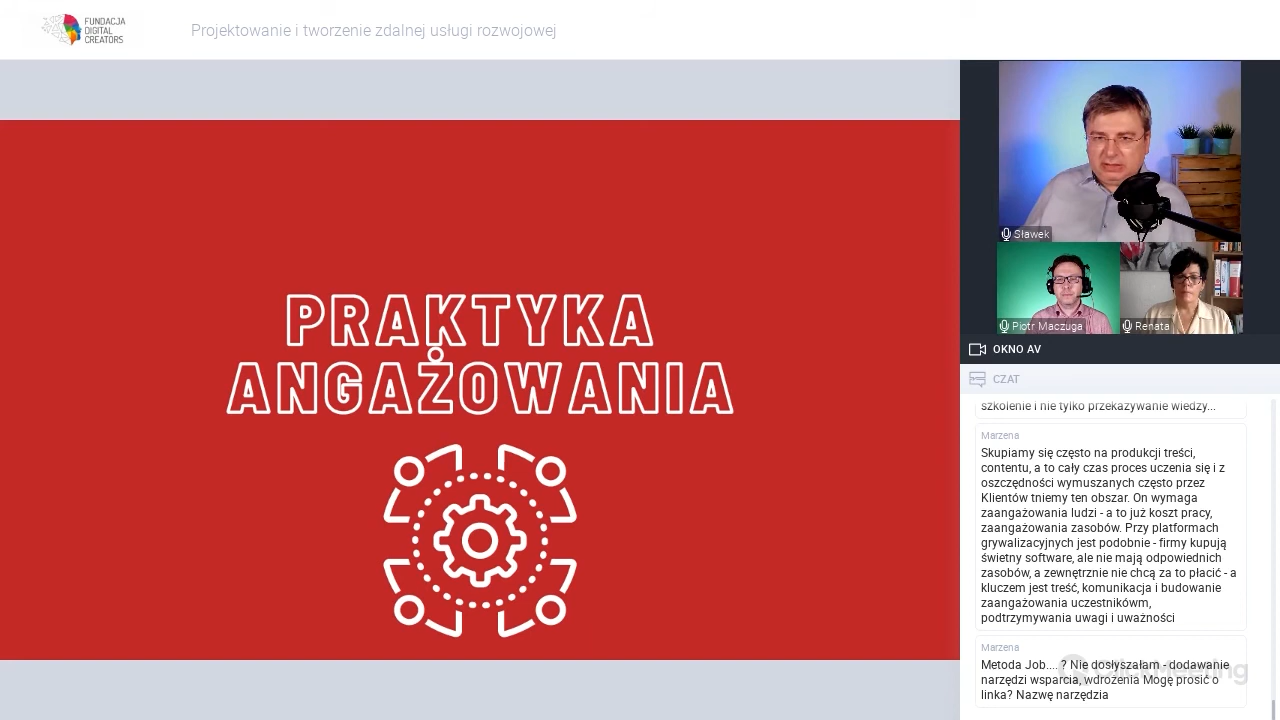 FUNDACJA
DIGITAL
CREATORS
Projektowanie i tworzenie zdalnej usługi rozwojowej
PRAKTYKA
ANGAŻOWANIA
Sławek
Piotr Maczuga
Renata
OKNO AV
CZAT
szkolenie i nie tylko przekazywanie wiedzy...
Marzena
Skupiamy się często na produkcji treści,
contentu, a to cały czas proces uczenia się i z
oszczędności wymuszanych często przez
Klientów tniemy ten obszar. On wymaga
zaangażowania ludzi - a to już koszt pracy,
zaangażowania zasobów. Przy platformach
grywalizacyjnych jest podobnie - firmy kupują
świetny software, ale nie mają odpowiednich
zasobów, a zewnętrznie nie chcą za to płacić - a
kluczem jest treść, komunikacja i budowanie
zaangażowania uczestnikówm,
podtrzymywania uwagi i uważności
Marzena
Metoda Job.... ? Nie dosłyszałam - dodawanie
narzędzi wsparcia, wdrożenia Mogę prosić o
linka? Nazwę narzędzia
ClickMeeting